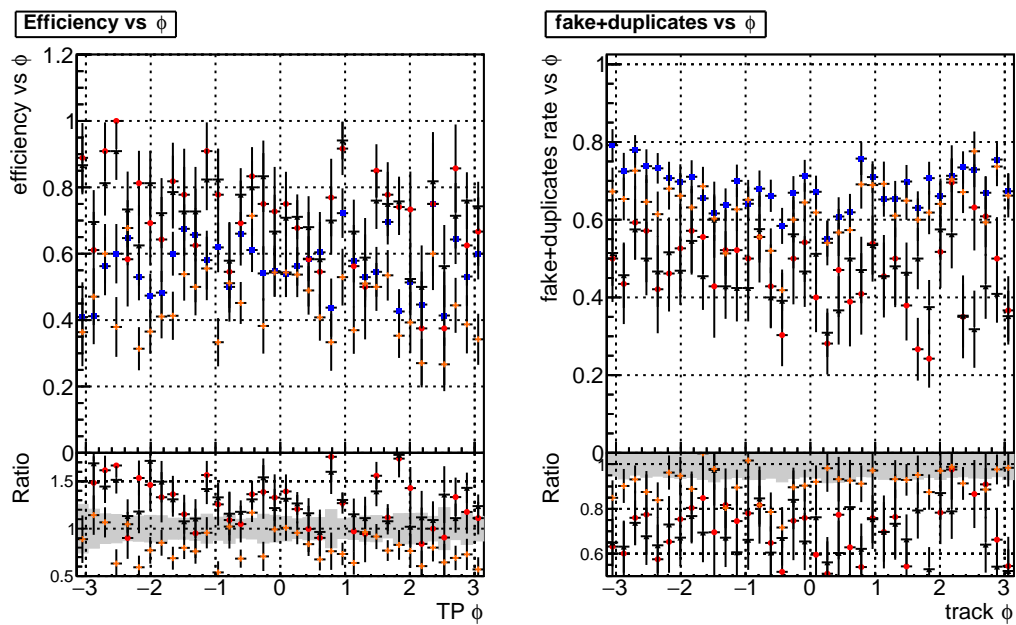 Efficiency vs ϕ
fake+duplicates vs ϕ
efficiency vs ϕ
1.2
1
0.8
0.6
0.4
0.2
0
Ratio
1.5
1
0.5
−3 −2 −1 0 1 2 3
TP ϕ
fake+duplicates rate vs ϕ
1
0.8
0.6
0.4
0.2
0
Ratio
1
0.8
0.6
−3 −2 −1 0 1 2 3
track ϕ